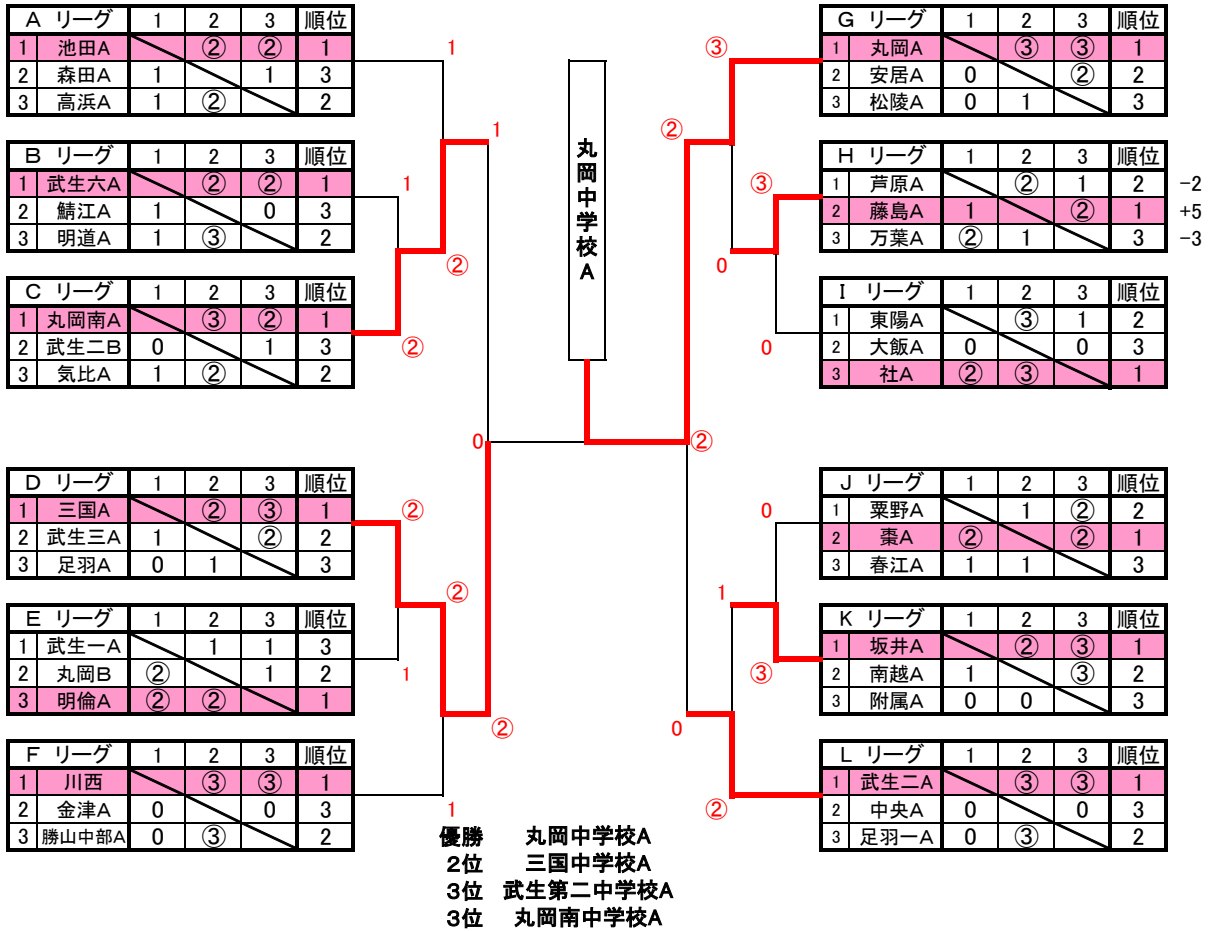 A リーグ 1 2 3 順位
1 池田A ② ② 1
2 森田A 1 1 3
3 高浜A 1 ② 2
B リーグ 1 2 3 順位
1 武生六A ② ② 1
2 鯖江A 1 0 3
3 明道A 1 ③ 2
C リーグ 1 2 3 順位
1 丸岡南A ③ ② 1
2 武生二B 0 1 3
3 気比A 1 ② 2
D リーグ 1 2 3 順位
1 三国A ② ③ 1
2 武生三A 1 ② 2
3 足羽A 0 1 3
E リーグ 1 2 3 順位
1 武生一A 1 1 3
2 丸岡B ② 1 2
3 明倫A ② ② 1
F リーグ 1 2 3 順位
1 川西 ③ ③ 1
2 金津A 0 0 3
3 勝山中部A 0 ③ 2
1
1
1
②
②
0
②
②
1
②
1
丸岡中学校A
③
②
③
0
0
②
0
1
③
0
②
G リーグ 1 2 3 順位
1 丸岡A ③ ③ 1
2 安居A 0 ② 2
3 松陵A 0 1 3
H リーグ 1 2 3 順位
1 芦原A ② 1 2 -2
2 藤島A 1 ② 1 +5
3 万葉A ② 1 3 -3
I リーグ 1 2 3 順位
1 東陽A ③ 1 2
2 大飯A 0 0 3
3 社A ② ③ 1
J リーグ 1 2 3 順位
1 粟野A 1 ② 2
2 棗A ② ② 1
3 春江A 1 1 3
K リーグ 1 2 3 順位
1 坂井A ② ③ 1
2 南越A 1 ③ 2
3 附属A 0 0 3
L リーグ 1 2 3 順位
1 武生二A ③ ③ 1
2 中央A 0 0 3
3 足羽一A 0 ③ 2
優勝 丸岡中学校A
2位 三国中学校A
3位 武生第二中学校A
3位 丸岡南中学校A